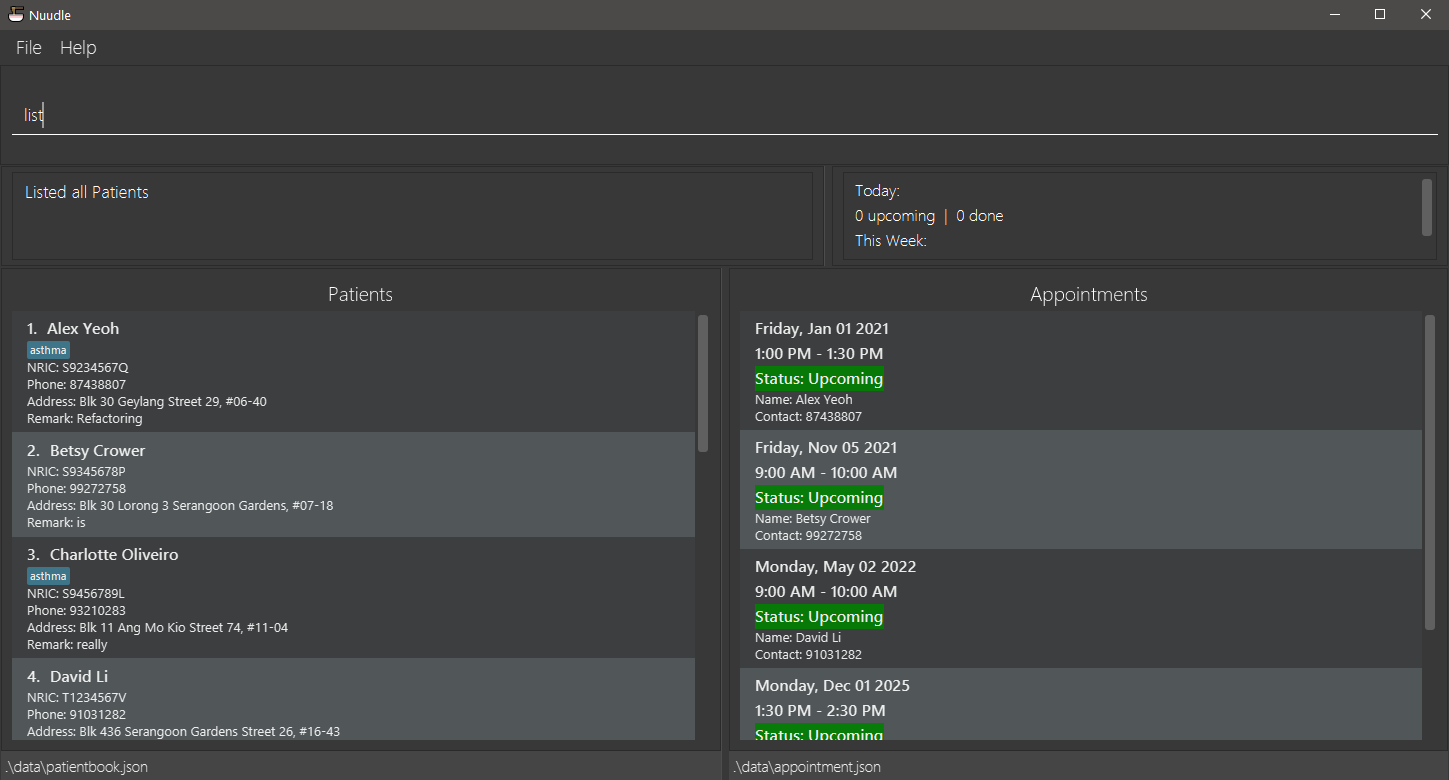 Nuudle
File Help
list
Listed all Patients
Today:
0 upcoming | 0 done
This Week:
Patients
1. Alex Yeoh
asthma
NRIC: S9234567Q
Phone: 87438807
Address: Blk 30 Geylang Street 29, #06-40
Remark: Refactoring
2. Betsy Crower
NRIC: S9345678P
Phone: 99272758
Address: Blk 30 Lorong 3 Serangoon Gardens, #07-18
Remark: is
3. Charlotte Oliveiro
asthma
NRIC: S9456789L
Phone: 93210283
Address: Blk 11 Ang Mo Kio Street 74, #11-04
Remark: really
4. David Li
NRIC: T1234567V
Phone: 91031282
Address: Blk 436 Serangoon Gardens Street 26, #16-43
Appointments
Friday, Jan 01 2021
1:00 PM - 1:30 PM
Status: Upcoming
Name: Alex Yeoh
Contact: 87438807
Friday, Nov 05 2021
9:00 AM - 10:00 AM
Status: Upcoming
Name: Betsy Crower
Contact: 99272758
Monday, May 02 2022
9:00 AM - 10:00 AM
Status: Upcoming
Name: David Li
Contact: 91031282
Monday, Dec 01 2025
1:30 PM - 2:30 PM
Status: Upcoming
.\data\patientbook.json
.\data\appointment.json